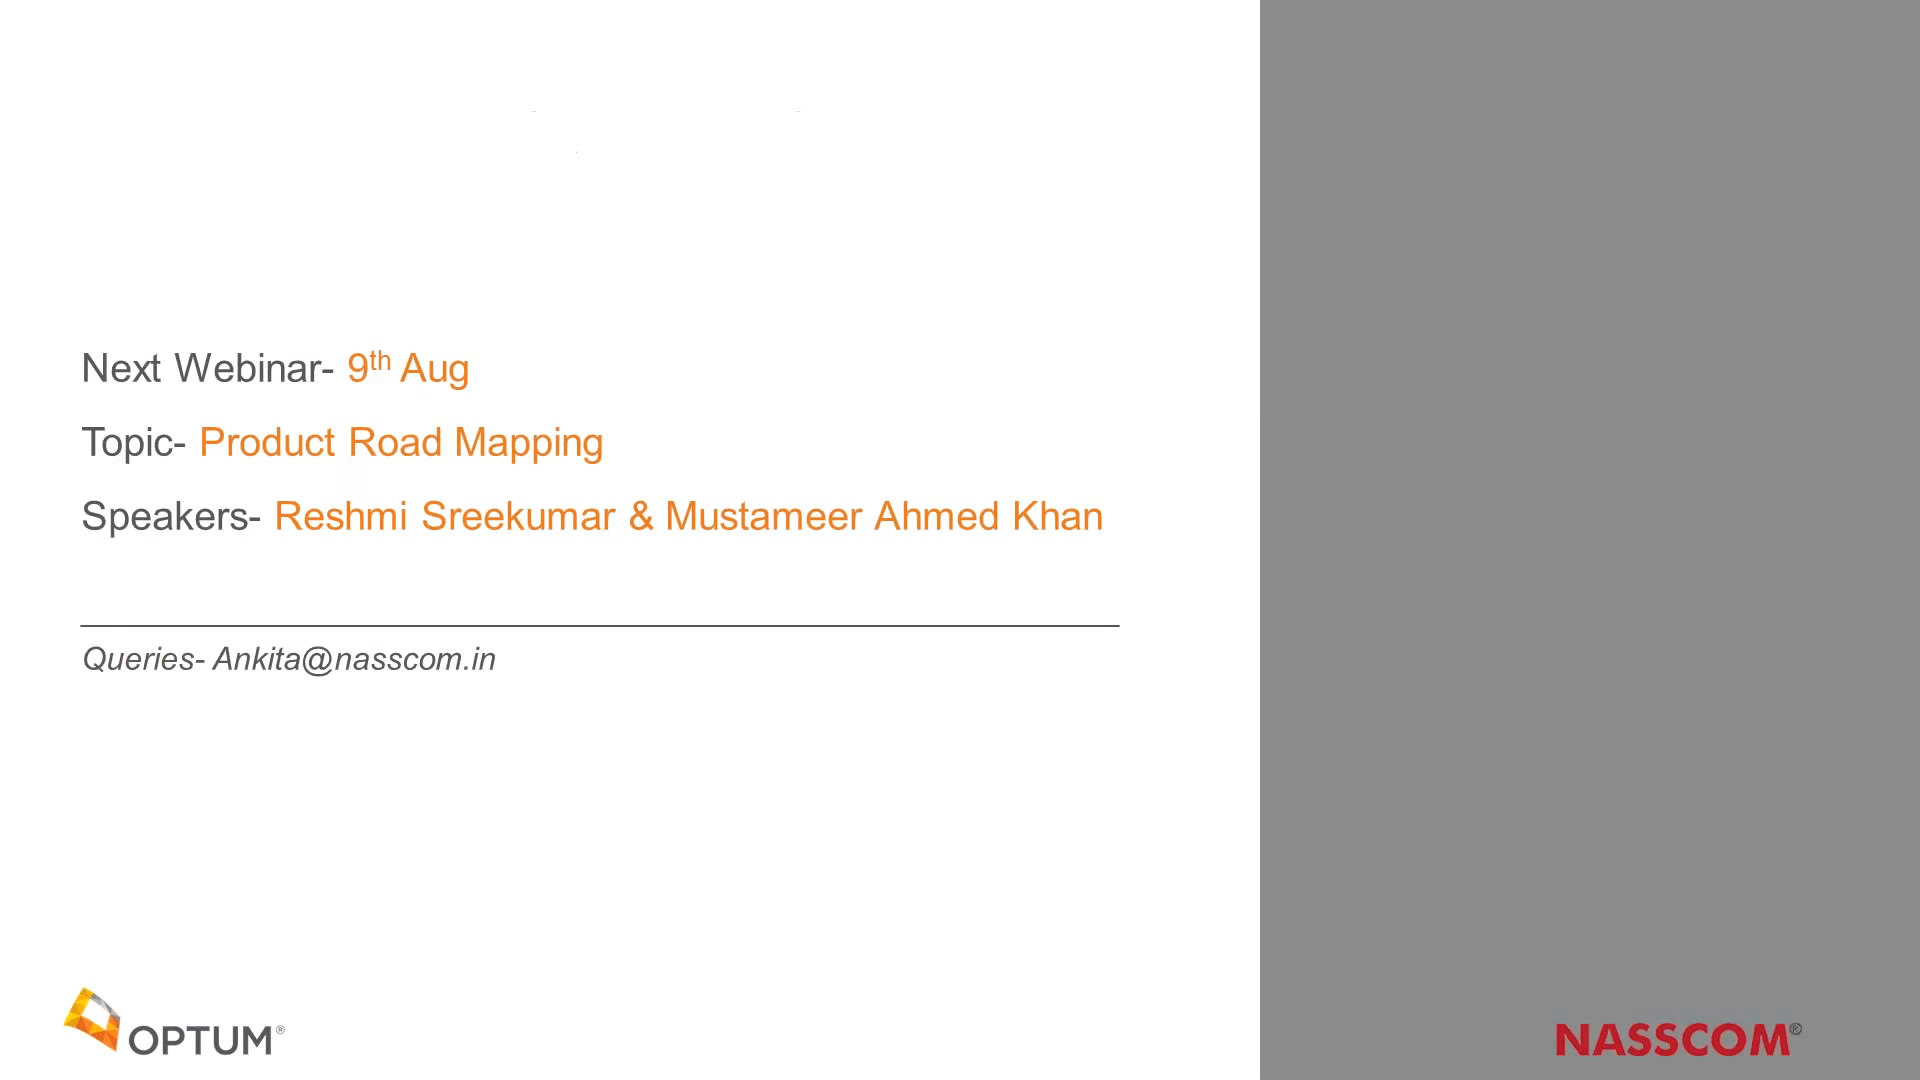 Next Webinar- 9th Aug
Topic- Product Road Mapping
Speakers- Reshmi Sreekumar & Mustameer Ahmed Khan
Queries- Ankita@nasscom.in
OPTUM®
NASSCOM®